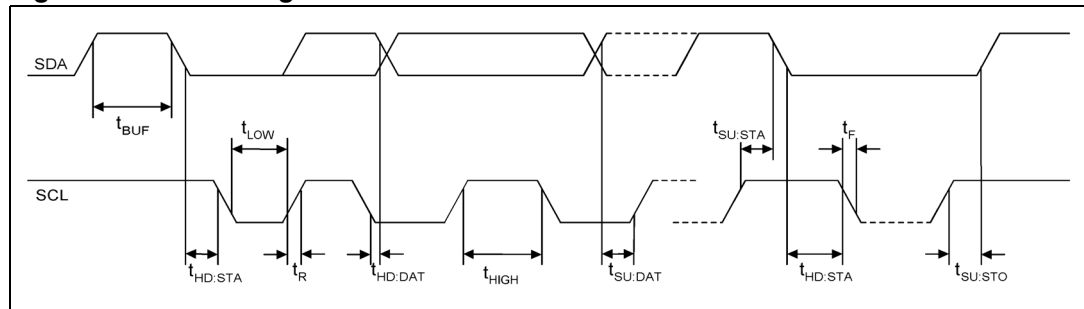 SDA
t_BUF
t_LOW
t_SU:STA
t_F
SCL
t_HD:STA
t_R
t_HD:DAT
t_HIGH
t_SU:DAT
t_HD:STA
t_SU:STO